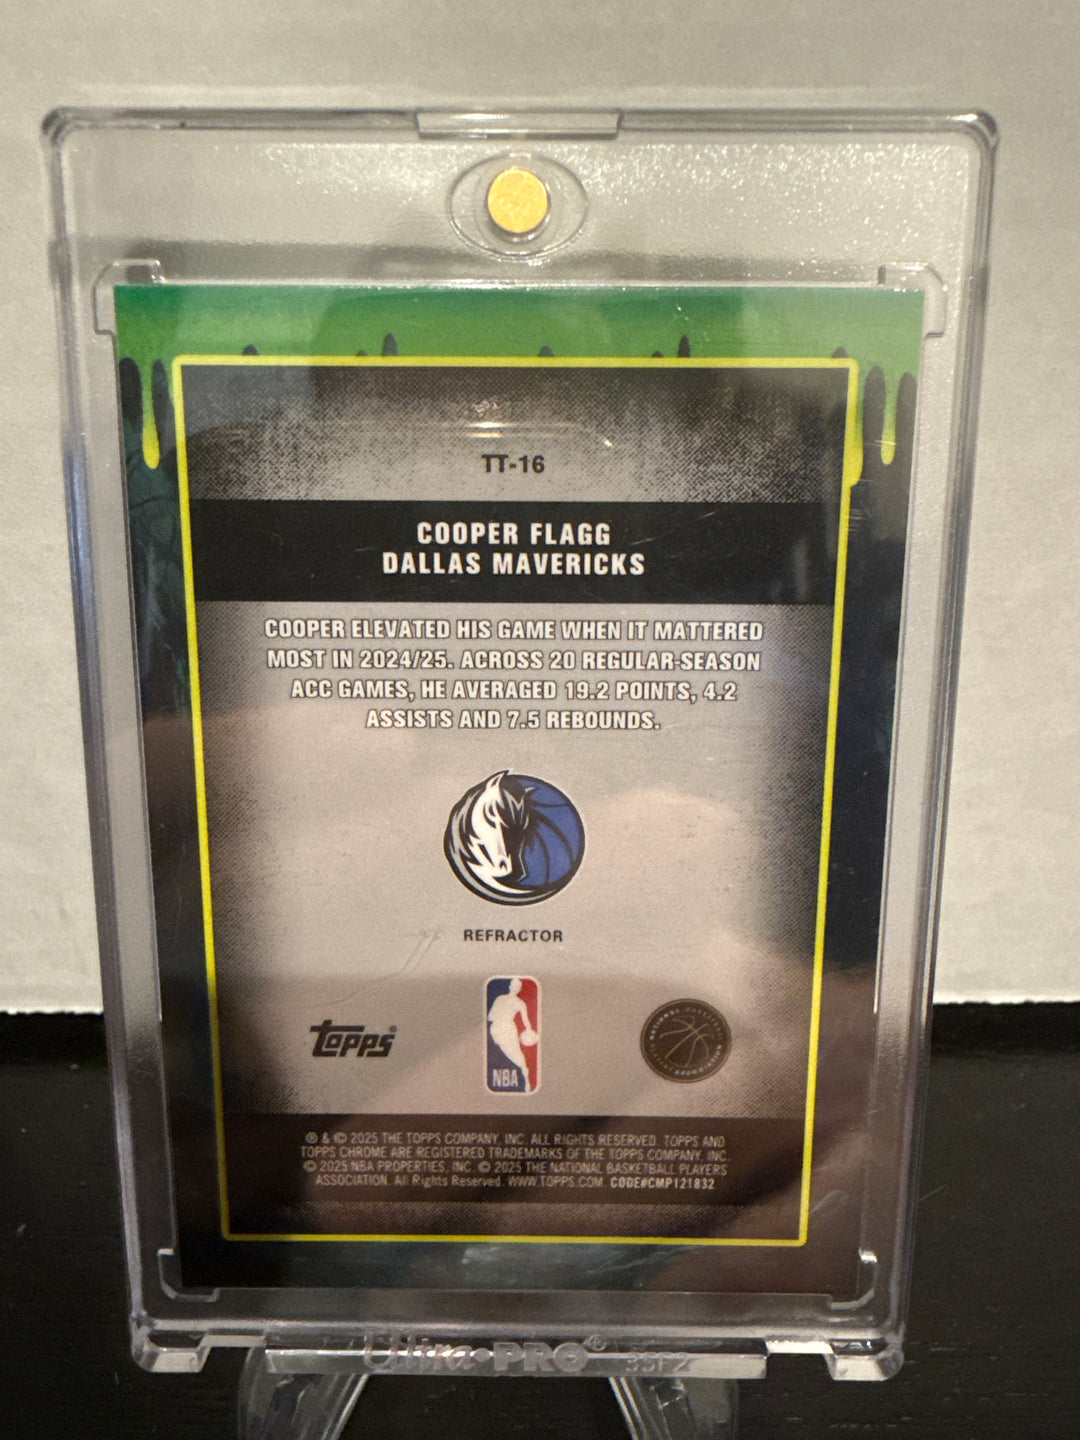 TT-16
COOPER FLAGG
DALLAS MAVERICKS
COOPER ELEVATED HIS GAME WHEN IT MATTERED
MOST IN 2024/25. ACROSS 20 REGULAR-SEASON
ACC GAMES, HE AVERAGED 19.2 POINTS, 4.2
ASSISTS AND 7.5 REBOUNDS.
REFRACTOR
topps®
NBA
® & © 2025 THE TOPPS COMPANY, INC. ALL RIGHTS RESERVED. TOPPS AND
TOPPS CHROME ARE REGISTERED TRADEMARKS OF THE TOPPS COMPANY, INC.
© 2025 NBA PROPERTIES, INC. © 2025 THE NATIONAL BASKETBALL PLAYERS
ASSOCIATION. All Rights Reserved. WWW.TOPPS.COM. CODE#CMP121832
Ultra•PRO®